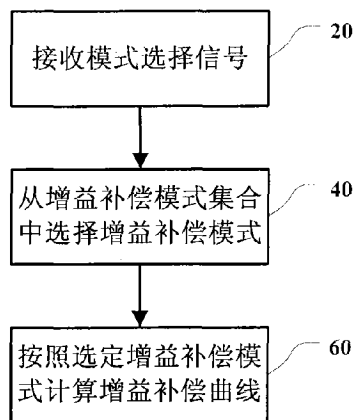 接收模式选择信号
20
从增益补偿模式集合
中选择增益补偿模式
40
按照选定增益补偿模
式计算增益补偿曲线
60